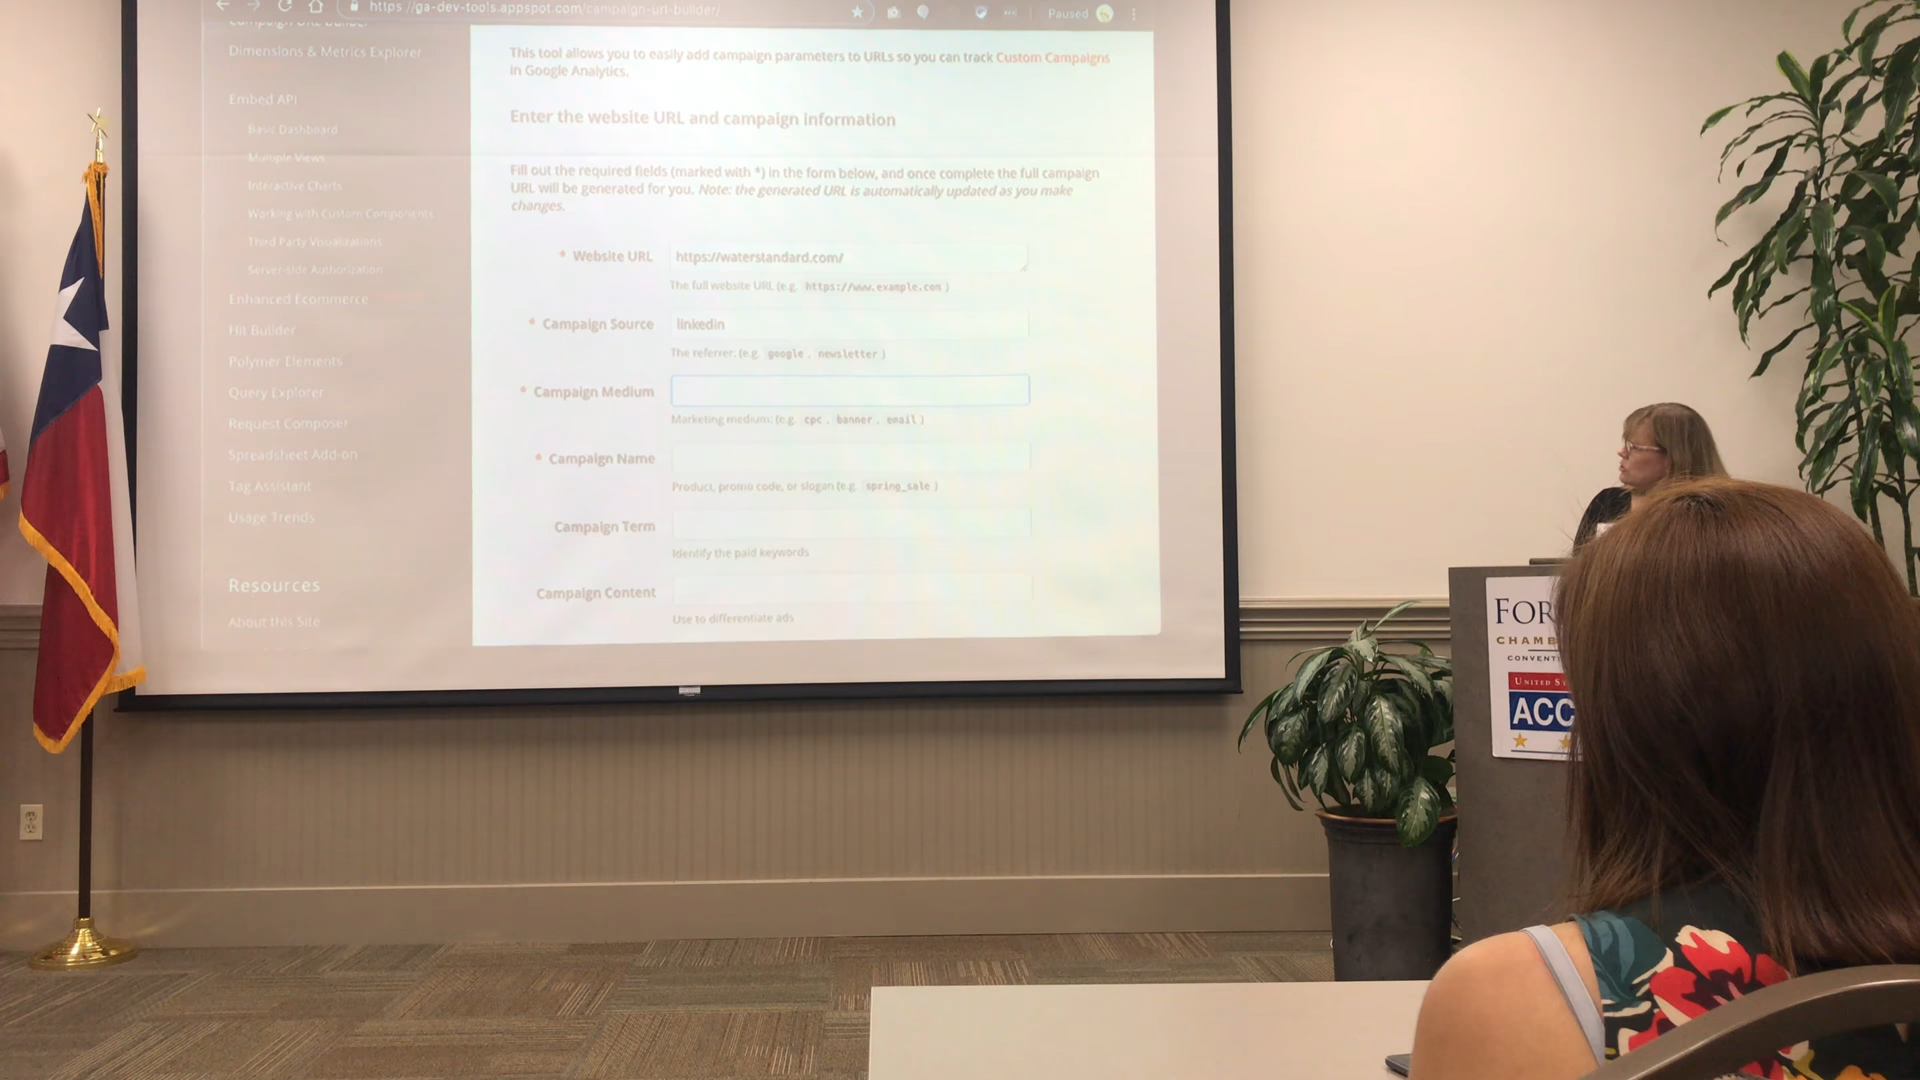 https://ga-dev-tools.appspot.com/campaign-url-builder/
Paused
Campaign URL Builder
Dimensions & Metrics Explorer
Embed API
Basic Dashboard
Multiple Views
Interactive Charts
Working with Custom Components
Third Party Visualizations
Server-side Authorization
Enhanced Ecommerce
Hit Builder
Polymer Elements
Query Explorer
Request Composer
Spreadsheet Add-on
Tag Assistant
Usage Trends
Resources
About this Site
This tool allows you to easily add campaign parameters to URLs so you can track Custom Campaigns
in Google Analytics.
Enter the website URL and campaign information
Fill out the required fields (marked with *) in the form below, and once complete the full campaign
URL will be generated for you. Note: the generated URL is automatically updated as you make
changes.
* Website URL https://waterstandard.com/
The full website URL (e.g. https://www.example.com )
* Campaign Source linkedin
The referrer: (e.g. google , newsletter )
* Campaign Medium
Marketing medium: (e.g. cpc , banner , email )
* Campaign Name
Product, promo code, or slogan (e.g. spring_sale )
Campaign Term
Identify the paid keywords
Campaign Content
Use to differentiate ads
FOR
CHAMB
CONVENTI
UNITED S
ACC